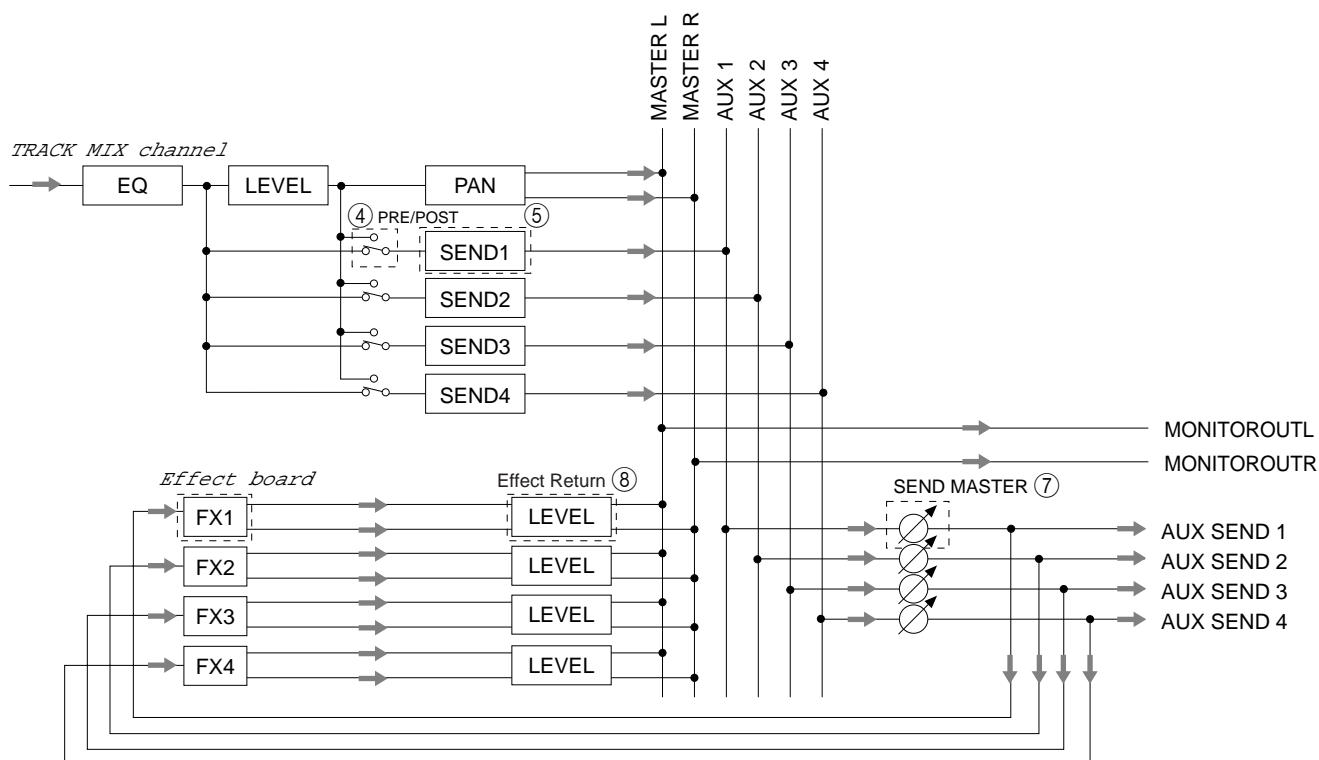 MASTER L
MASTER R
AUX 1
AUX 2
AUX 3
AUX 4
TRACK MIX channel
EQ
LEVEL
PAN
④ PRE/POST
⑤
SEND1
SEND2
SEND3
SEND4
MONITOROUTL
MONITOROUTR
Effect board
Effect Return ⑧
SEND MASTER ⑦
FX1
LEVEL
AUX SEND 1
FX2
LEVEL
AUX SEND 2
FX3
LEVEL
AUX SEND 3
FX4
LEVEL
AUX SEND 4